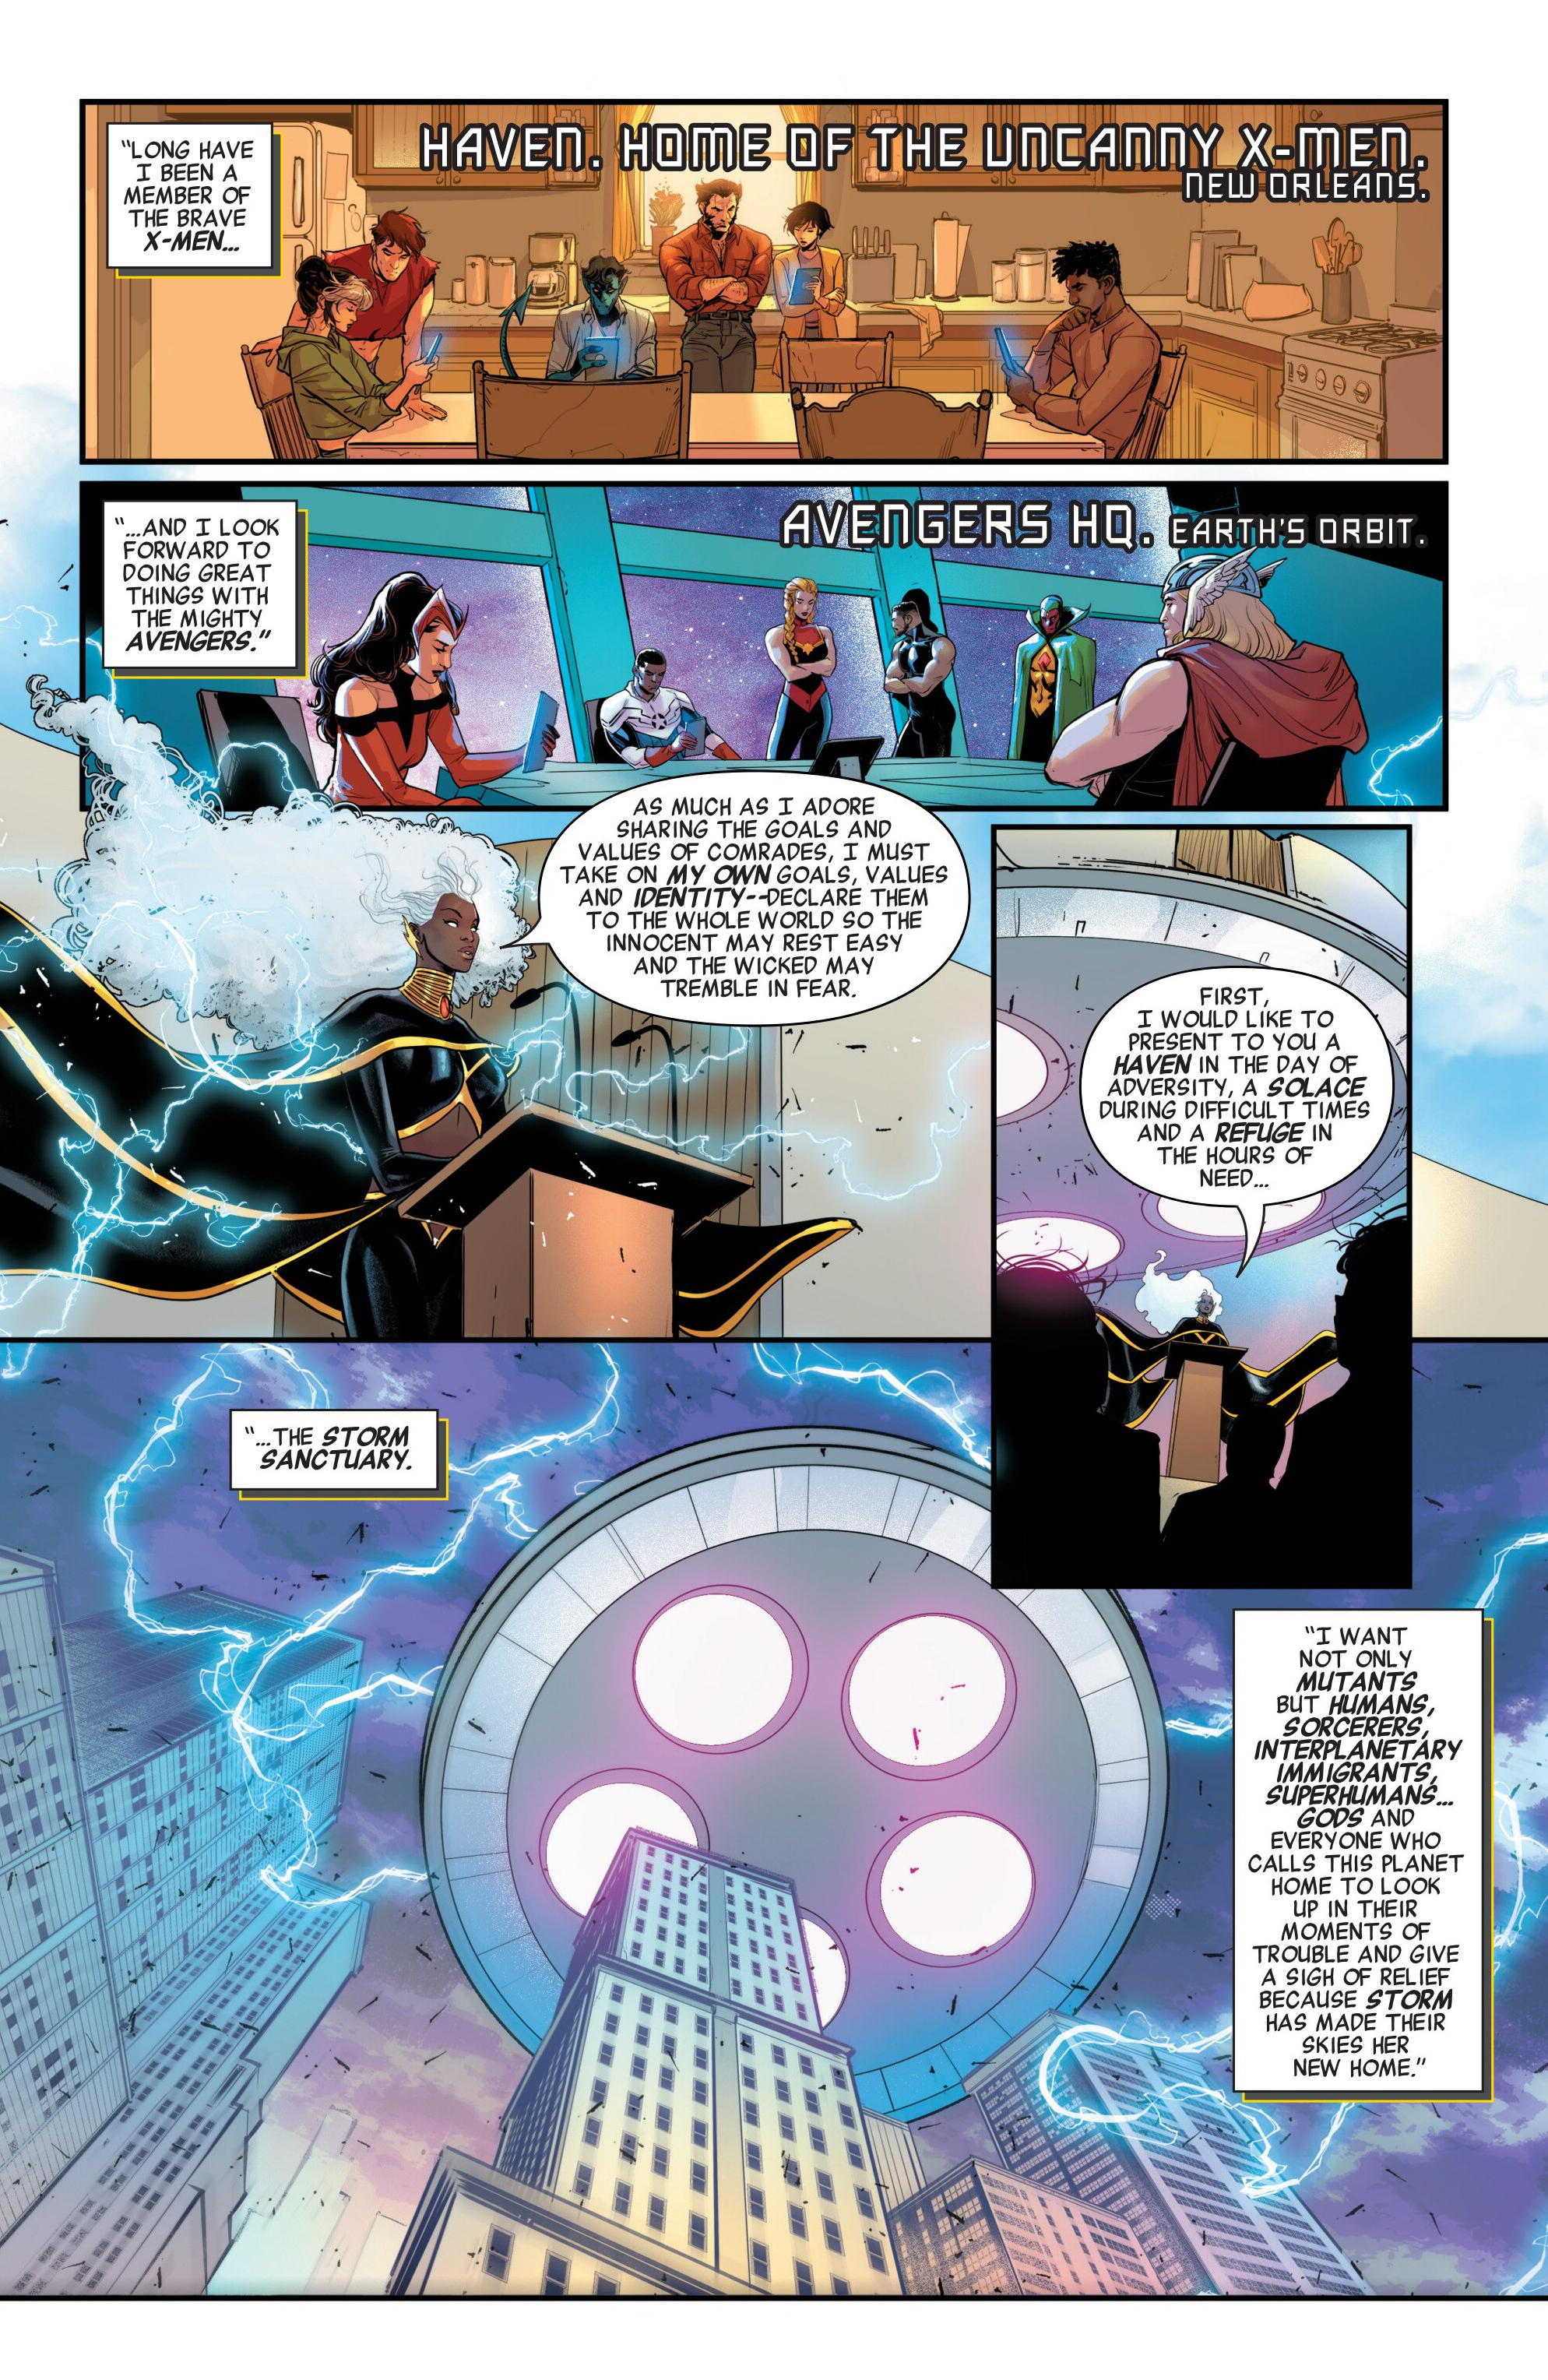 HAVEN. HOME OF THE UNCANNY X-MEN.
NEW ORLEANS.
“LONG HAVE
I BEEN A
MEMBER OF
THE BRAVE
X-MEN...
AVENGERS HQ. EARTH'S ORBIT.
“...AND I LOOK
FORWARD TO
DOING GREAT
THINGS WITH
THE MIGHTY
AVENGERS.”
AS MUCH AS I ADORE
SHARING THE GOALS AND
VALUES OF COMRADES, I MUST
TAKE ON MY OWN GOALS, VALUES
AND IDENTITY--DECLARE THEM
TO THE WHOLE WORLD SO THE
INNOCENT MAY REST EASY
AND THE WICKED MAY
TREMBLE IN FEAR.
FIRST,
I WOULD LIKE TO
PRESENT TO YOU A
HAVEN IN THE DAY OF
ADVERSITY, A SOLACE
DURING DIFFICULT TIMES
AND A REFUGE IN
THE HOURS OF
NEED...
“...THE STORM
SANCTUARY.
“I WANT
NOT ONLY
MUTANTS
BUT HUMANS,
SORCERERS,
INTERPLANETARY
IMMIGRANTS,
SUPERHUMANS...
GODS AND
EVERYONE WHO
CALLS THIS PLANET
HOME TO LOOK
UP IN THEIR
MOMENTS OF
TROUBLE AND GIVE
A SIGH OF RELIEF
BECAUSE STORM
HAS MADE THEIR
SKIES HER
NEW HOME.”